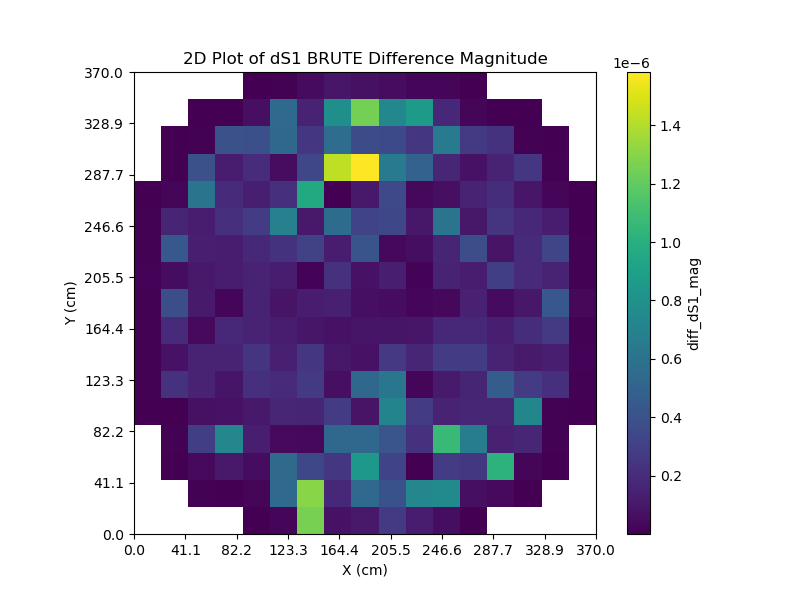 2D Plot of dS1 BRUTE Difference Magnitude
1e−6
370.0
328.9
287.7
246.6
205.5
164.4
123.3
82.2
41.1
0.0
Y (cm)
0.0 41.1 82.2 123.3 164.4 205.5 246.6 287.7 328.9 370.0
X (cm)
1.4
1.2
1.0
0.8
0.6
0.4
0.2
diff_dS1_mag